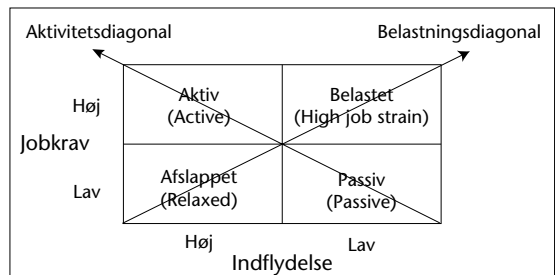 Aktivitetsdiagonal
Belastningsdiagonal
Høj
Aktiv
(Active)
Belastet
(High job strain)
Jobkrav
Lav
Afslappet
(Relaxed)
Passiv
(Passive)
Høj
Lav
Indflydelse